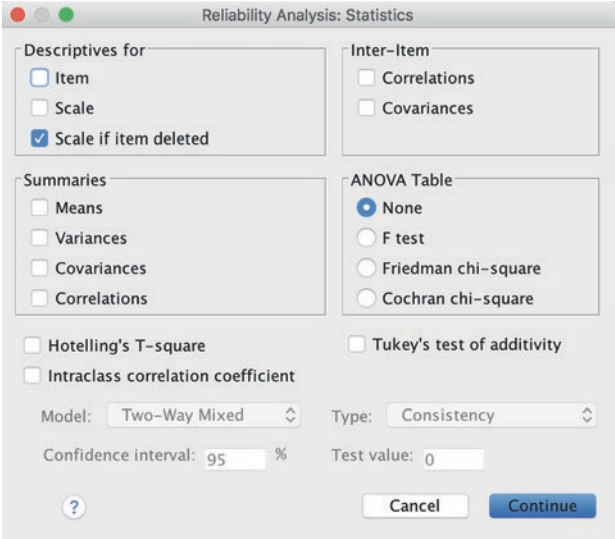 Reliability Analysis: Statistics
Descriptives for
Item
Scale
Scale if item deleted
Inter-Item
Correlations
Covariances
Summaries
Means
Variances
Covariances
Correlations
ANOVA Table
None
F test
Friedman chi-square
Cochran chi-square
Hotelling's T-square
Tukey's test of additivity
Intraclass correlation coefficient
Model: Two-Way Mixed
Type: Consistency
Confidence interval: 95 %
Test value: 0
?
Cancel
Continue